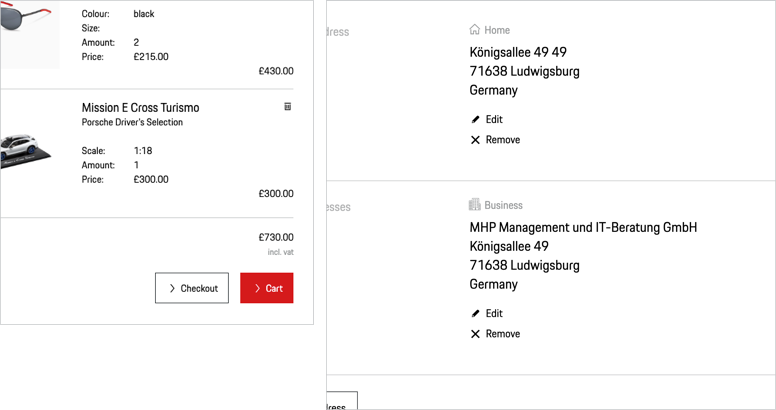 Colour: black
Size:
Amount: 2
Price: £215.00
£430.00
Mission E Cross Turismo
Porsche Driver's Selection
Scale: 1:18
Amount: 1
Price: £300.00
£300.00
£730.00
incl. vat
Checkout
Cart
dress
Home
Königsallee 49 49
71638 Ludwigsburg
Germany
Edit
Remove
esses
Business
MHP Management und IT-Beratung GmbH
Königsallee 49
71638 Ludwigsburg
Germany
Edit
Remove
dress